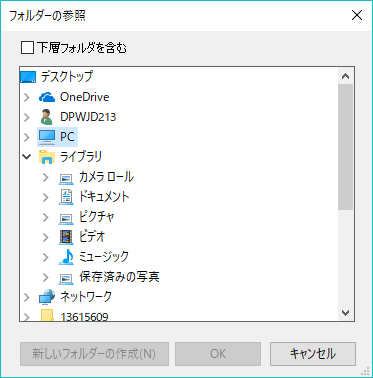 フォルダーの参照
下層フォルダを含む
デスクトップ
OneDrive
DPWJD213
PC
ライブラリ
カメラ ロール
ドキュメント
ピクチャ
ビデオ
ミュージック
保存済みの写真
ネットワーク
13615609
新しいフォルダーの作成(N)
OK
キャンセル